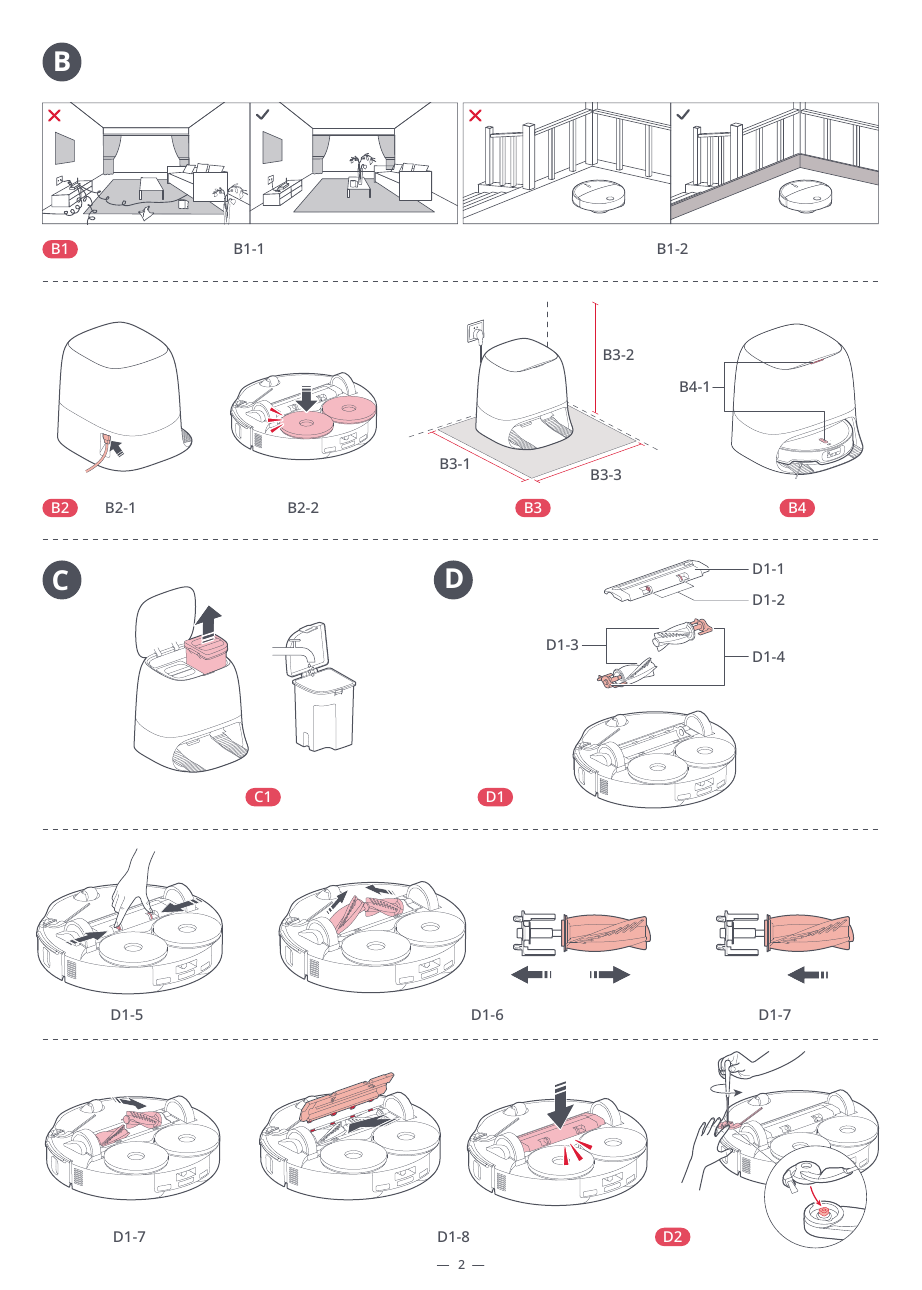 B
B1
B1-1
B1-2
B3-2
B4-1
B3-1
B3-3
B2
B2-1
B2-2
B3
B4
C
D
D1-1
D1-2
D1-3
D1-4
C1
D1
D1-5
D1-6
D1-7
D1-7
D1-8
D2
— 2 —